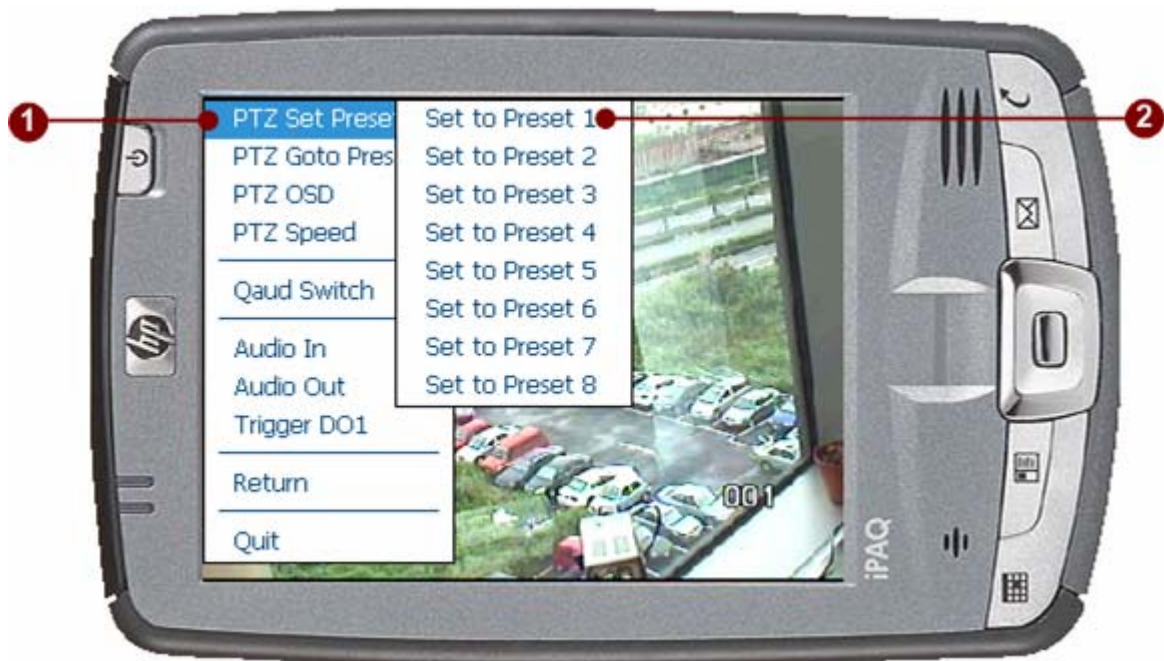 1
PTZ Set Prese
Set to Preset 1
2
PTZ Goto Pres
Set to Preset 2
PTZ OSD
Set to Preset 3
PTZ Speed
Set to Preset 4
Set to Preset 5
Qaud Switch
Set to Preset 6
Audio In
Set to Preset 7
Audio Out
Set to Preset 8
Trigger DO1
Return
Quit
001
hp
iPAQ